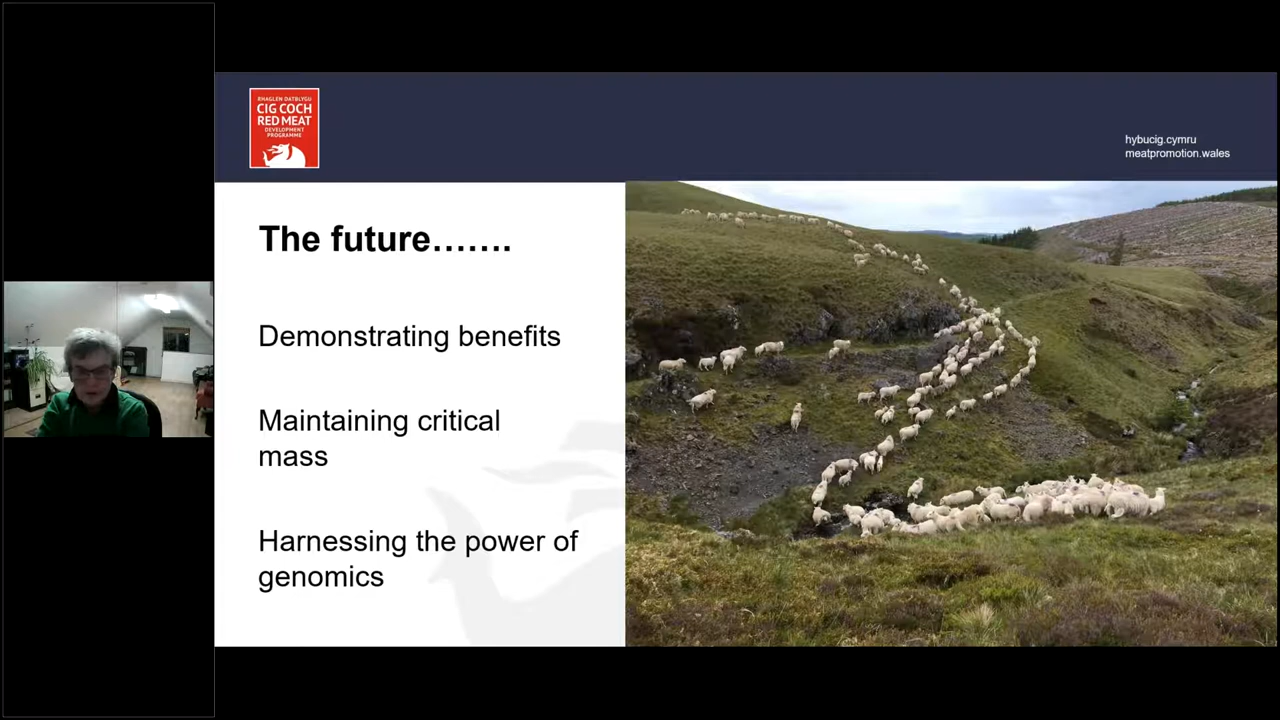 RHAGLEN DATBLYGU
CIG COCH
RED MEAT
DEVELOPMENT
PROGRAMME
hybucig.cymru
meatpromotion.wales
The future.......
Demonstrating benefits
Maintaining critical
mass
Harnessing the power of
genomics